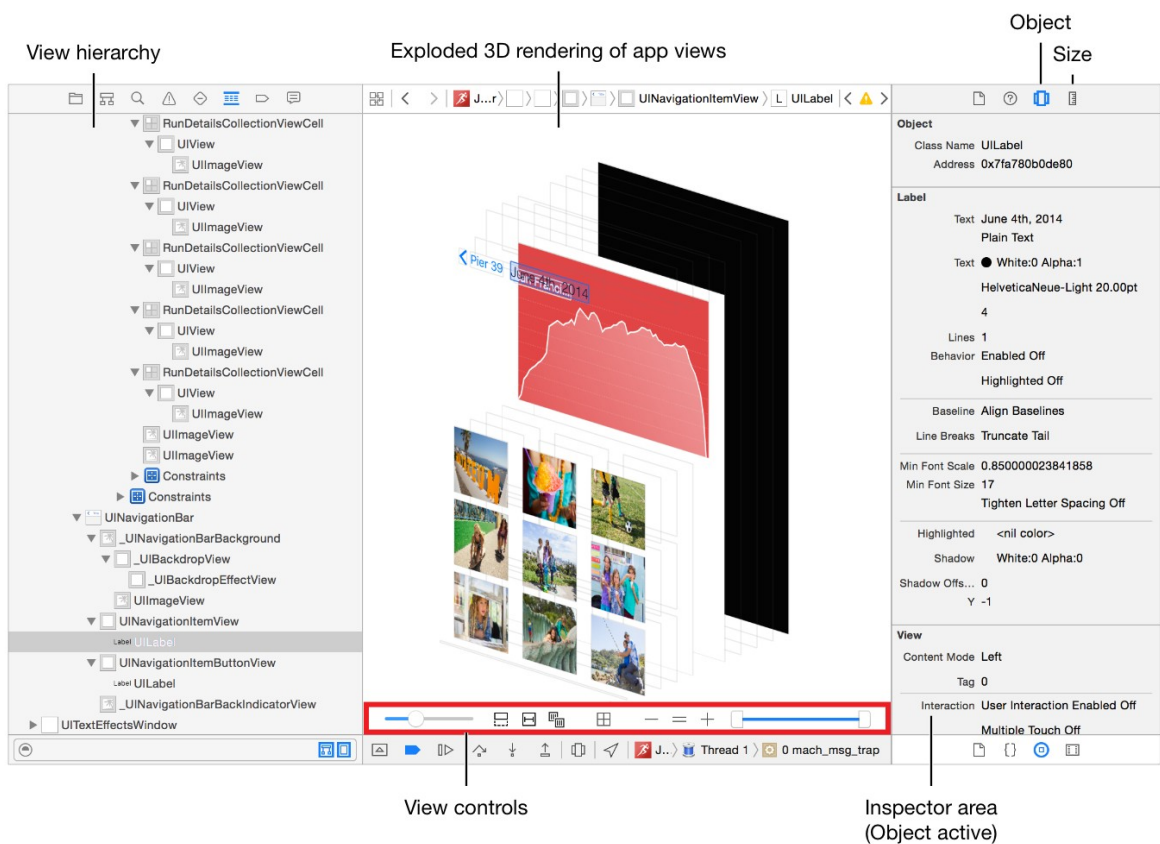 Object
View hierarchy
Exploded 3D rendering of app views
Size
RunDetailsCollectionViewCell
UIView
UIImageView
RunDetailsCollectionViewCell
UIView
UIImageView
RunDetailsCollectionViewCell
UIView
UIImageView
RunDetailsCollectionViewCell
UIView
UIImageView
RunDetailsCollectionViewCell
UIView
UIImageView
UIImageView
UIImageView
Constraints
Constraints
UINavigationBar
_UINavigationBarBackground
_UIBackdropView
_UIBackdropEffectView
UIImageView
UINavigationItemView
Label UILabel
UINavigationItemButtonView
Label UILabel
_UINavigationBarBackIndicatorView
UITextEffectsWindow
J...r UINavigationItemView L UILabel
Pier 39 June 4th, 2014
J.. Thread 1 0 mach_msg_trap
Object
Class Name UILabel
Address 0x7fa780b0de80
Label
Text June 4th, 2014
Plain Text
Text White:0 Alpha:1
HelveticaNeue-Light 20.00pt
4
Lines 1
Behavior Enabled Off
Highlighted Off
Baseline Align Baselines
Line Breaks Truncate Tail
Min Font Scale 0.850000023841858
Min Font Size 17
Tighten Letter Spacing Off
Highlighted <nil color>
Shadow White:0 Alpha:0
Shadow Offs... 0
Y -1
View
Content Mode Left
Tag 0
Interaction User Interaction Enabled Off
Multiple Touch Off
View controls
Inspector area
(Object active)